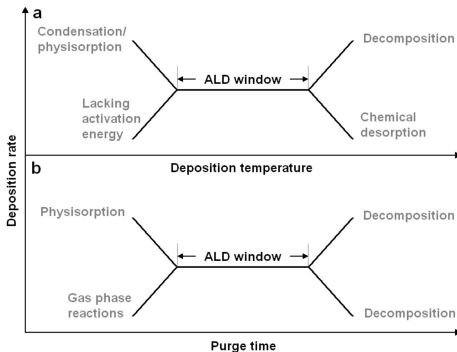 a
Condensation/
physisorption
Decomposition
ALD window
Lacking
activation
energy
Chemical
desorption
Deposition temperature
Deposition rate
b
Physisorption
Decomposition
ALD window
Gas phase
reactions
Decomposition
Purge time